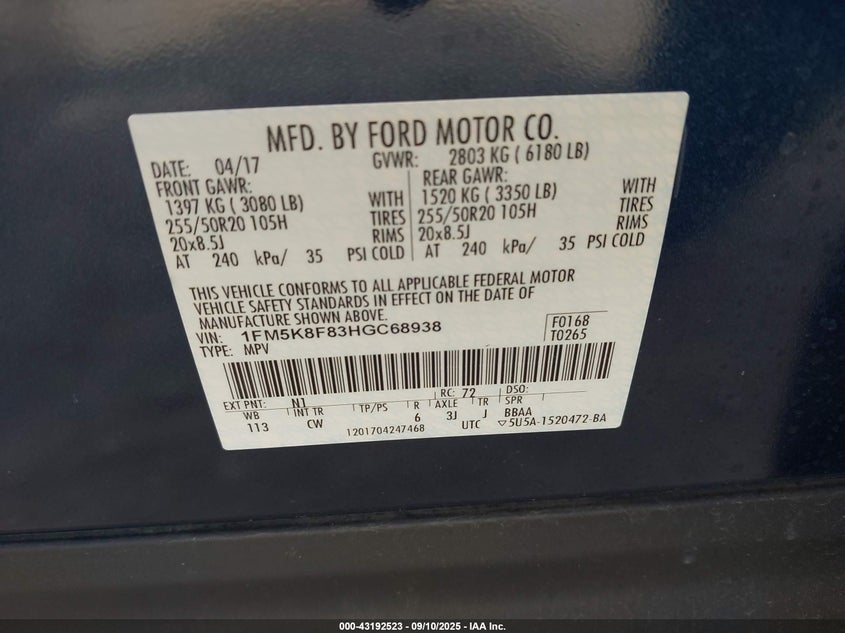 MFD. BY FORD MOTOR CO.
DATE: 04/17 GVWR: 2803 KG ( 6180 LB)
FRONT GAWR: REAR GAWR:
1397 KG ( 3080 LB) WITH 1520 KG ( 3350 LB) WITH
255/50R20 105H TIRES 255/50R20 105H TIRES
20x8.5J RIMS 20x8.5J RIMS
AT 240 kPa/ 35 PSI COLD AT 240 kPa/ 35 PSI COLD
THIS VEHICLE CONFORMS TO ALL APPLICABLE FEDERAL MOTOR
VEHICLE SAFETY STANDARDS IN EFFECT ON THE DATE OF
MANUFACTURE SHOWN ABOVE.
VIN: 1FM5K8F83HGC68938 F0168
TYPE: MPV T0265
EXT PNT: N1 RC: 72 DSO:
WB INT TR TP/PS R AXLE TR SPR
113 CW 6 3J J BBAA
1201704247468 UTC ▽5U5A-1520472-BA
000-43192523 - 09/10/2025 - IAA Inc.